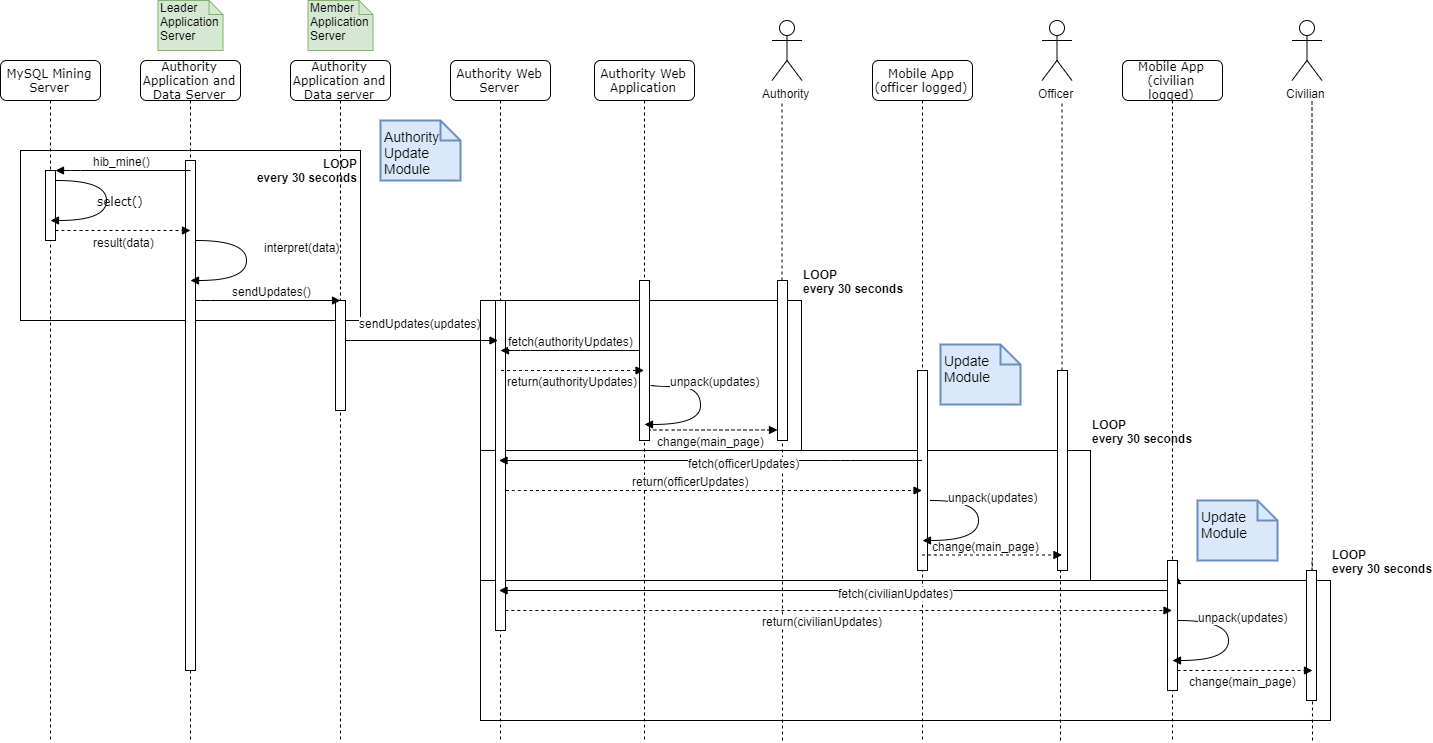 Leader
Application
Server
Member
Application
Server
MySQL Mining
Server
Authority
Application and
Data Server
Authority
Application and
Data server
Authority Web
Server
Authority Web
Application
Authority
Mobile App
(officer logged)
Officer
Mobile App
(civilian
logged)
Civilian
Authority
Update
Module
LOOP
every 30 seconds
hib_mine()
select()
result(data)
interpret(data)
sendUpdates()
sendUpdates(updates)
LOOP
every 30 seconds
fetch(authorityUpdates)
return(authorityUpdates)
unpack(updates)
change(main_page)
Update
Module
LOOP
every 30 seconds
fetch(officerUpdates)
return(officerUpdates)
unpack(updates)
change(main_page)
Update
Module
LOOP
every 30 seconds
fetch(civilianUpdates)
return(civilianUpdates)
unpack(updates)
change(main_page)